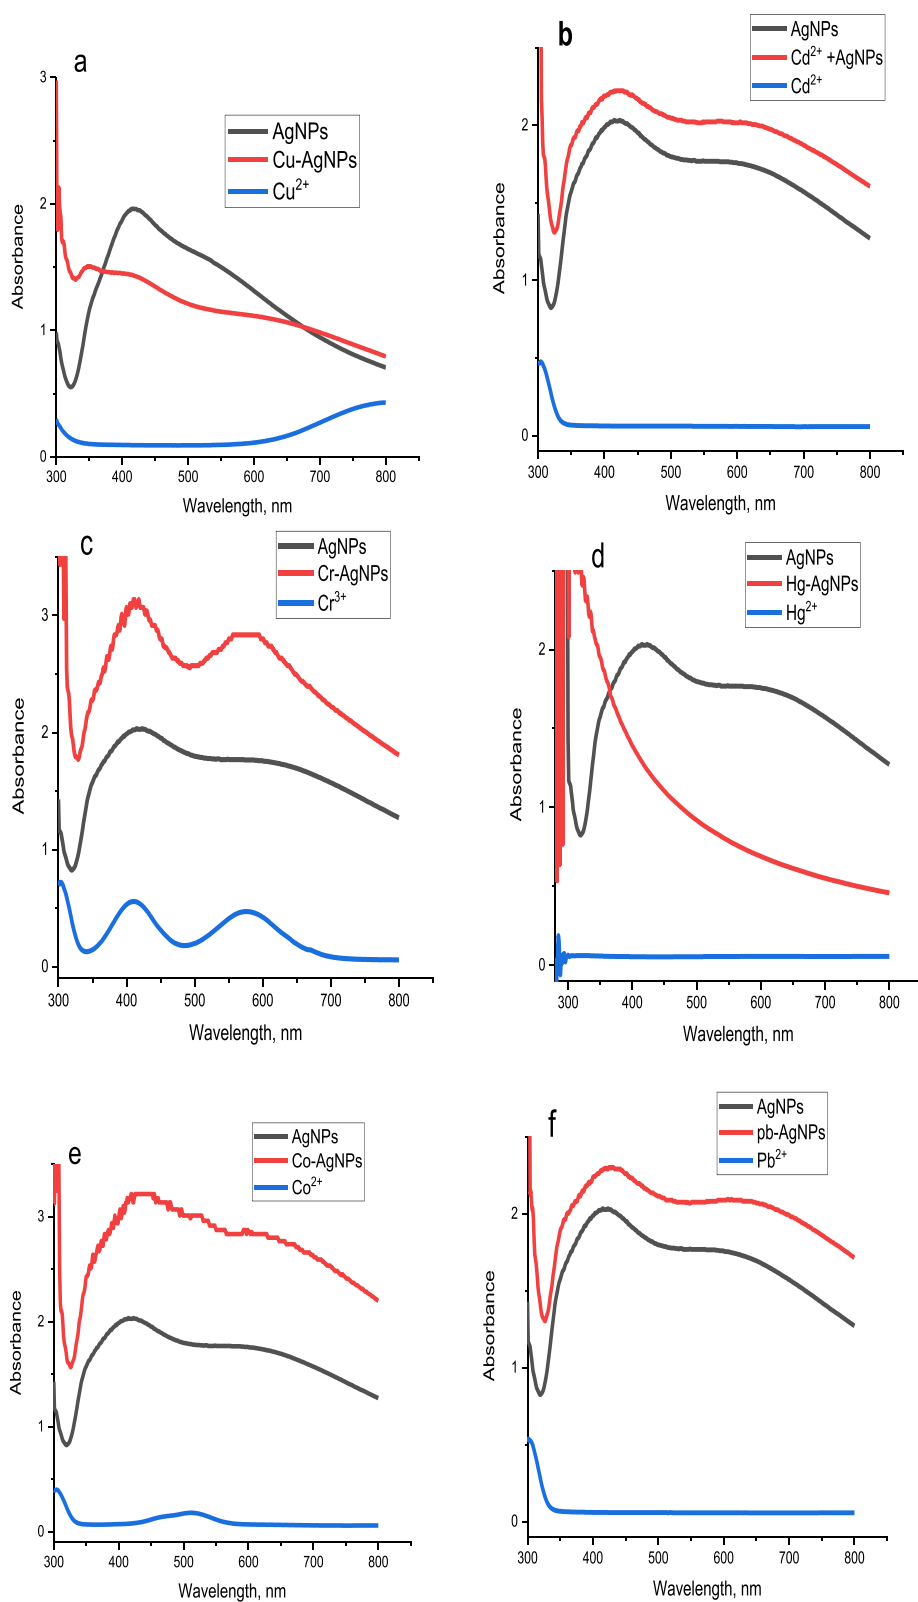 a
AgNPs
Cu-AgNPs
Cu2+
3
2
1
0
Absorbance
300 400 500 600 700 800
Wavelength, nm
b
AgNPs
Cd2+ +AgNPs
Cd2+
2
1
0
Absorbance
300 400 500 600 700 800
Wavelength, nm
c
AgNPs
Cr-AgNPs
Cr3+
3
2
1
0
Absorbance
300 400 500 600 700 800
Wavelength, nm
d
AgNPs
Hg-AgNPs
Hg2+
2
1
0
Absorbance
300 400 500 600 700 800
Wavelength, nm
e
AgNPs
Co-AgNPs
Co2+
3
2
1
0
Absorbance
300 400 500 600 700 800
Wavelength, nm
f
AgNPs
pb-AgNPs
Pb2+
2
1
0
Absorbance
300 400 500 600 700 800
Wavelength, nm